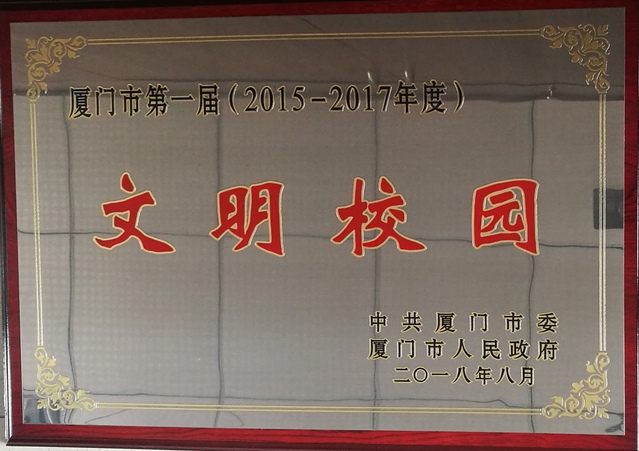 厦门市第一届（2015-2017年度）
文明校园
中共厦门市委
厦门市人民政府
二〇一八年八月